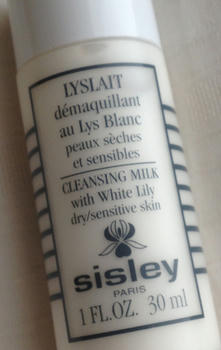 LYSLAIT
démaquillant
au Lys Blanc
peaux sèches
et sensibles
CLEANSING MILK
with White Lily
dry/sensitive skin
sisley
PARIS
1 FL.OZ. 30 ml